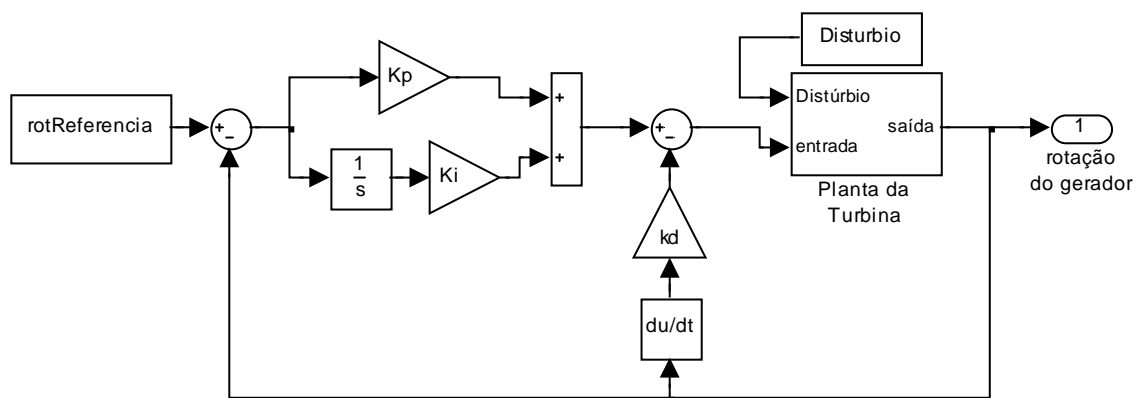 Disturbio
Kp
rotReferencia
+
−
+
+
+
−
Distúrbio
saída
entrada
1
rotação
do gerador
1
s
Ki
Planta da
Turbina
kd
du/dt